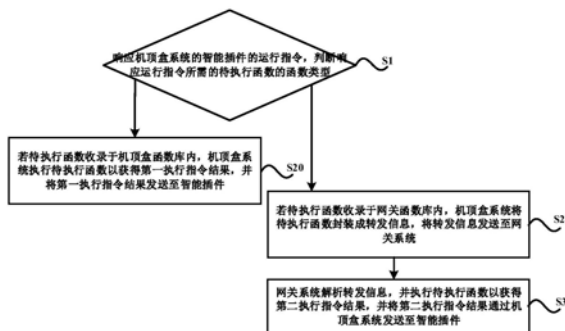 响应机顶盒系统的智能插件的运行指令，判断响
应运行指令所需的待执行函数的函数类型
S1
若待执行函数收录于机顶盒函数库内，机顶盒系
统执行待执行函数以获得第一执行指令结果，并
将第一执行指令结果发送至智能插件
S20
若待执行函数收录于网关函数库内，机顶盒系统将
待执行函数封装成转发信息，将转发信息发送至网
关系统
S2
网关系统解析转发信息，并执行待执行函数以获得
第二执行指令结果，并将第二执行指令结果通过机
顶盒系统发送至智能插件
S3